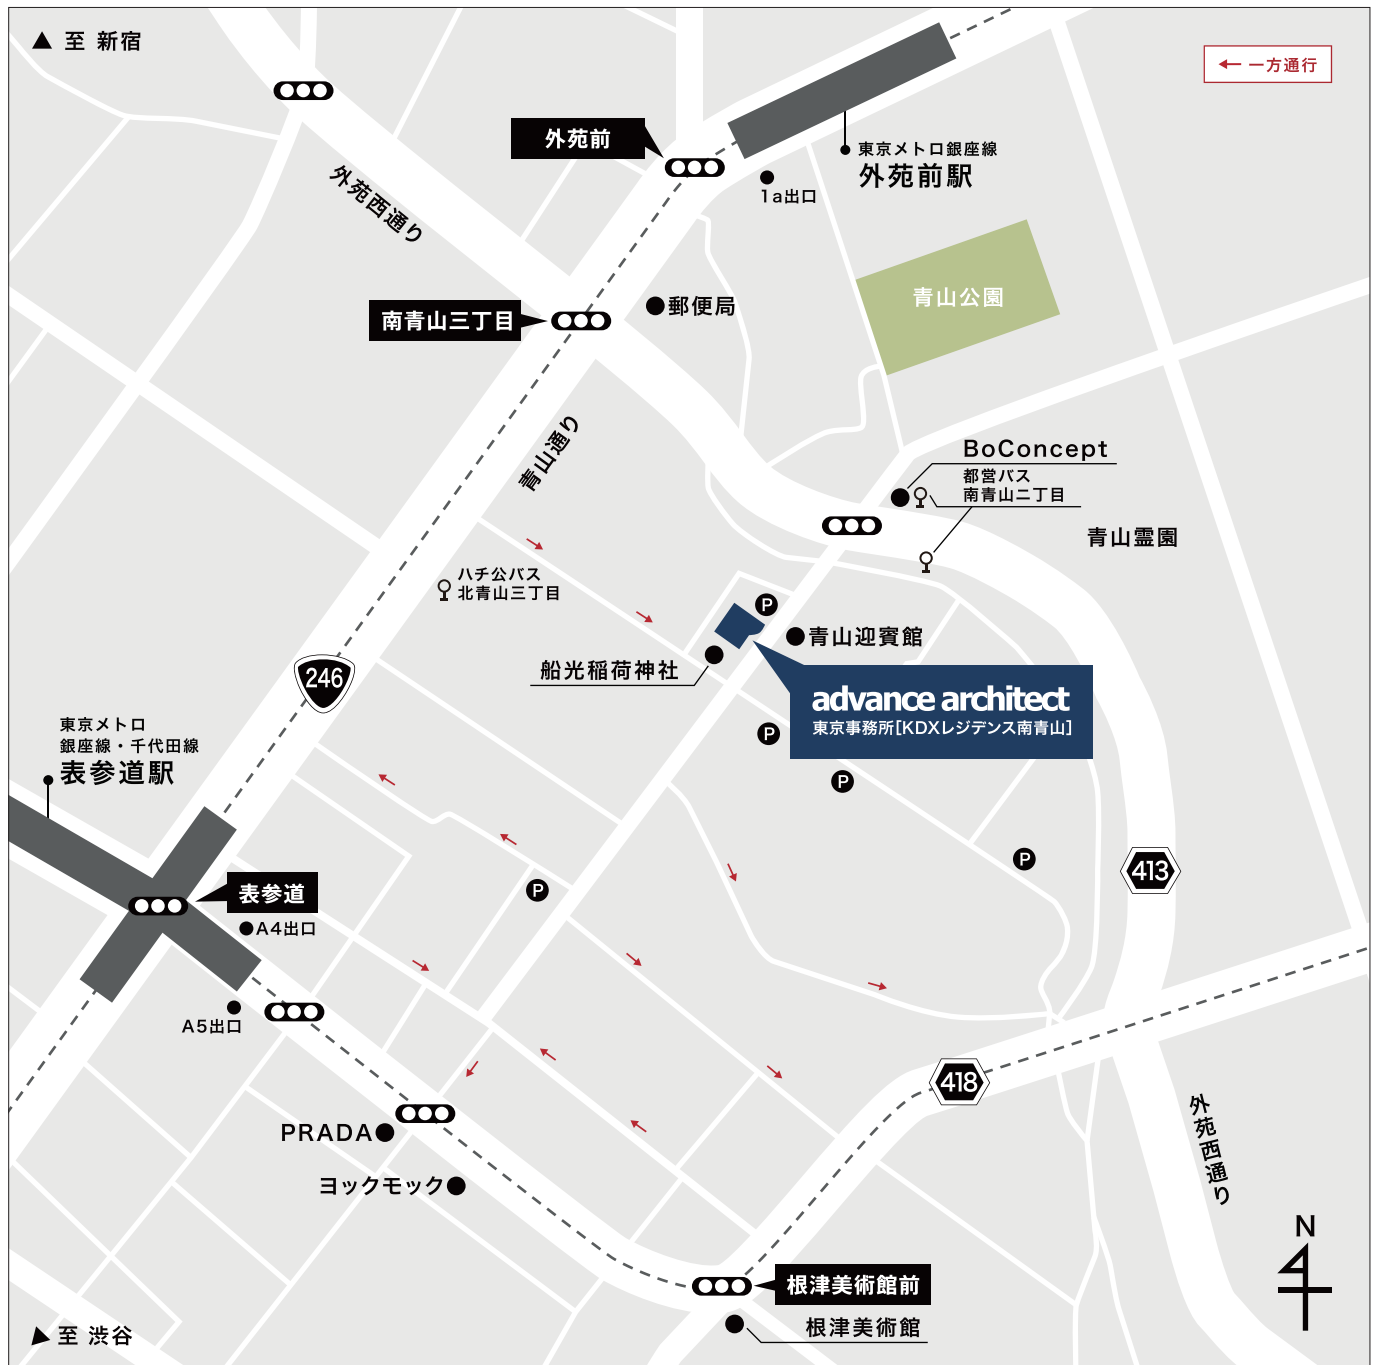 ▲ 至 新宿
← 一方通行
外苑前
東京メトロ銀座線
外苑前駅
1a出口
外苑西通り
青山公園
南青山三丁目
郵便局
青山通り
BoConcept
都営バス
南青山二丁目
青山霊園
ハチ公バス
北青山三丁目
P
青山迎賓館
船光稲荷神社
246
advance architect
東京事務所[KDXレジデンス南青山]
東京メトロ
銀座線・千代田線
表参道駅
P
P
P
413
表参道
P
A4出口
A5出口
418
PRADA
外苑西通り
ヨックモック
N
根津美術館前
根津美術館
▲ 至 渋谷